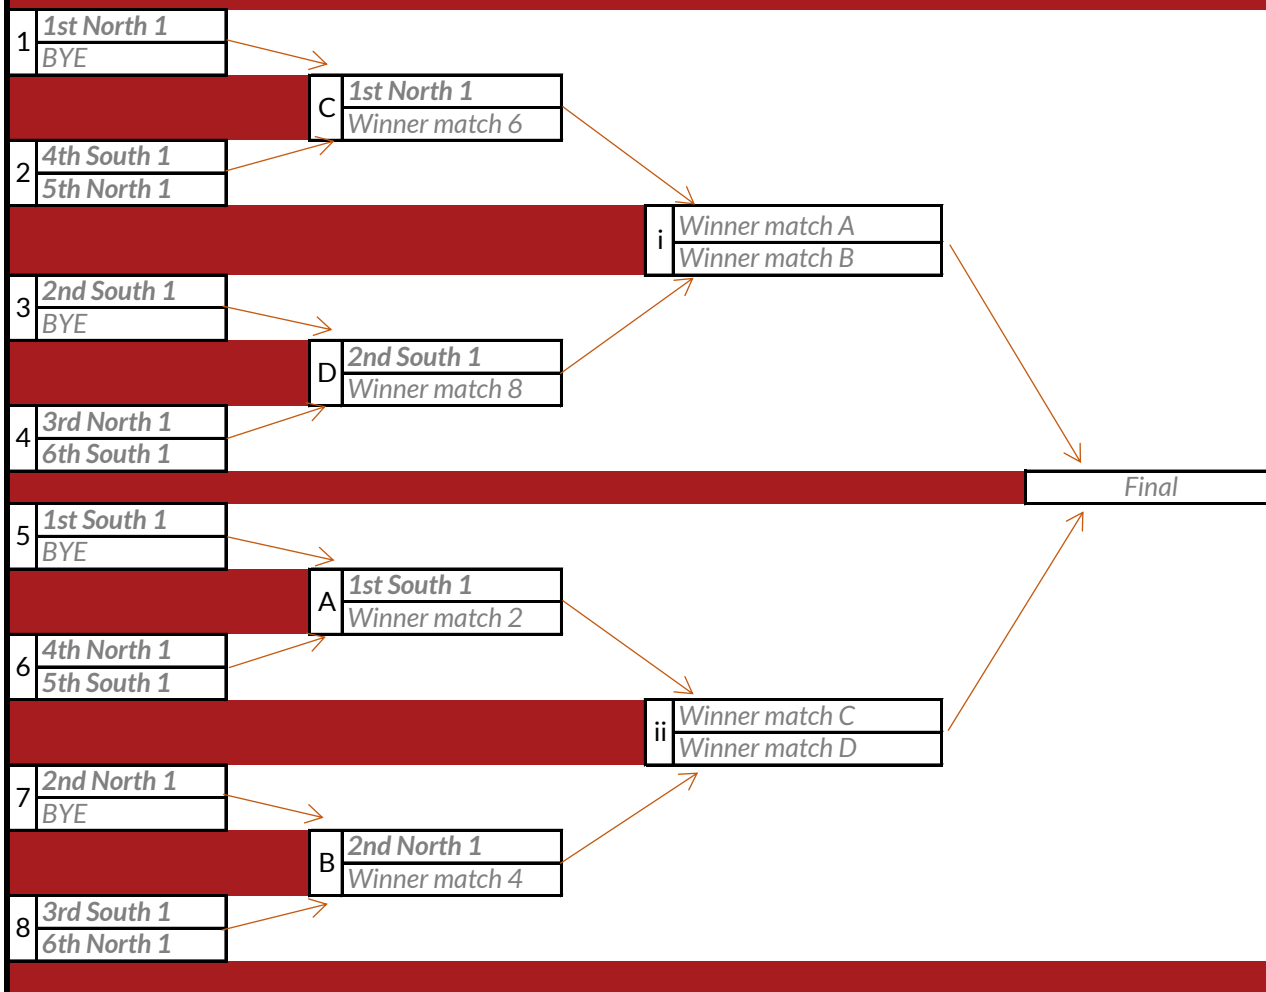 1
1st North 1
BYE
C
1st North 1
Winner match 6
2
4th South 1
5th North 1
i
Winner match A
Winner match B
3
2nd South 1
BYE
D
2nd South 1
Winner match 8
4
3rd North 1
6th South 1
Final
5
1st South 1
BYE
A
1st South 1
Winner match 2
6
4th North 1
5th South 1
ii
Winner match C
Winner match D
7
2nd North 1
BYE
B
2nd North 1
Winner match 4
8
3rd South 1
6th North 1